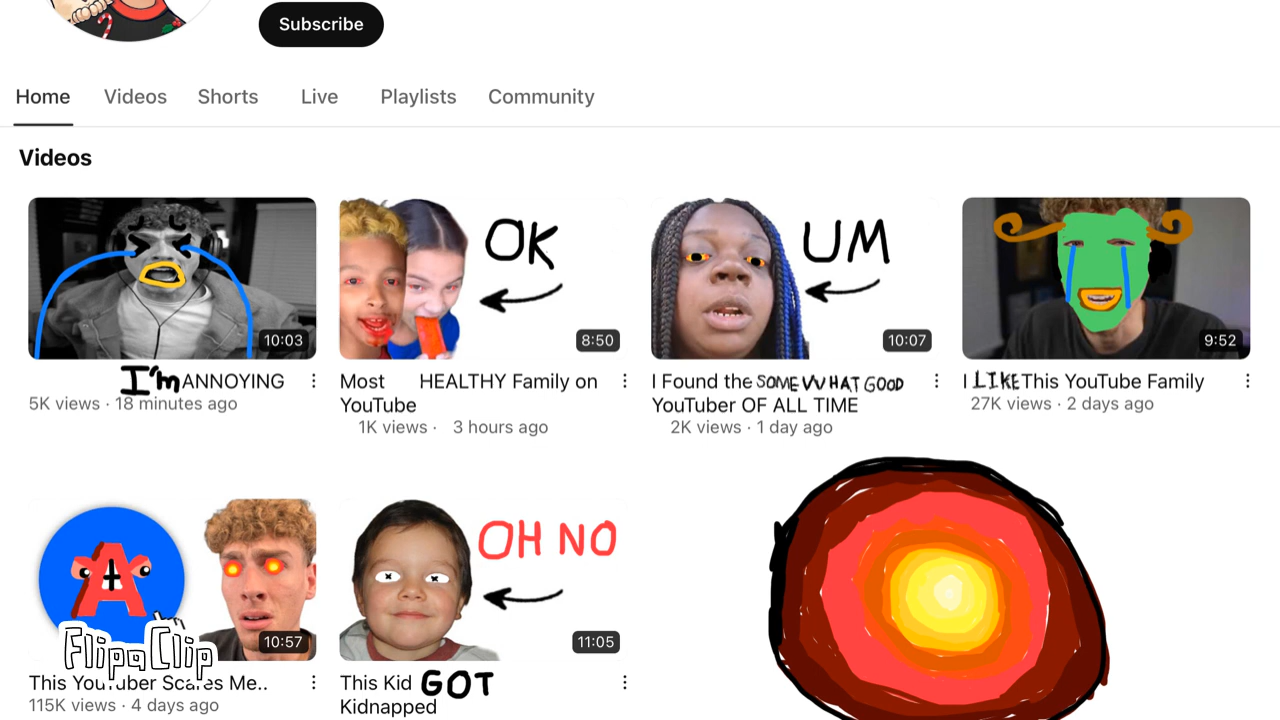 Subscribe
Home Videos Shorts Live Playlists Community
Videos
10:03
I'm ANNOYING
5K views · 18 minutes ago
OK
8:50
Most HEALTHY Family on
YouTube
1K views · 3 hours ago
UM
10:07
I Found the SOMEWHAT GOOD
YouTuber OF ALL TIME
2K views · 1 day ago
9:52
I LIKE This YouTube Family
27K views · 2 days ago
A
10:57
FlipaClip
This YouTuber Scares Me..
115K views · 4 days ago
OH NO
11:05
This Kid GOT
Kidnapped